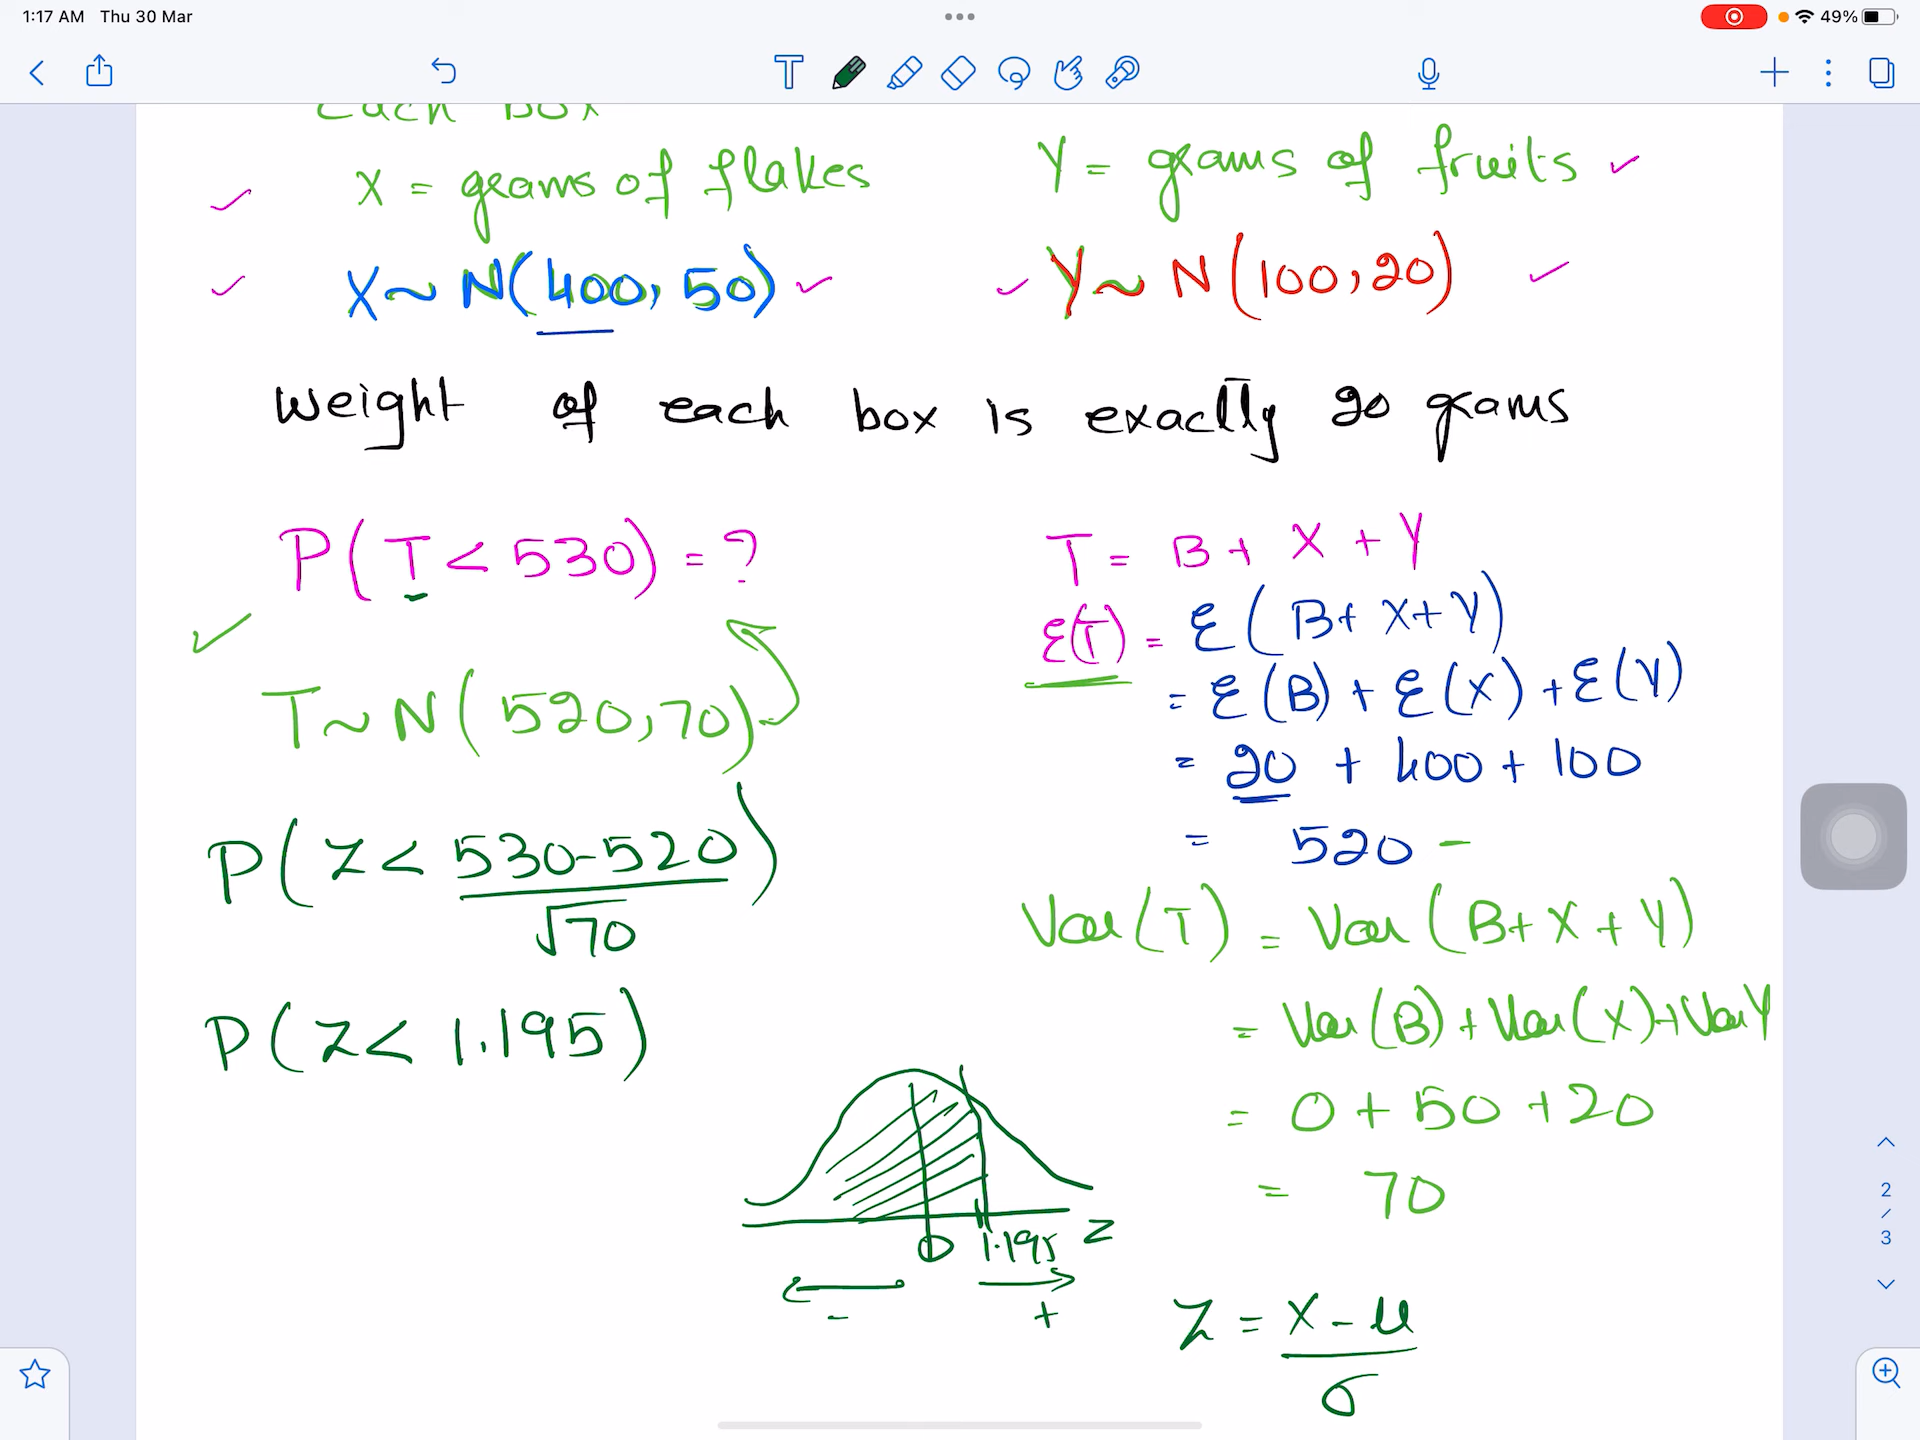 1:17 AM Thu 30 Mar
49%
Each box
X = grams of flakes
Y = grams of fruits
X ~ N(400, 50)
Y ~ N(100, 20)
Weight of each box is exactly 20 grams
P(T < 530) = ?
T = B + X + Y
E(T) = E(B + X + Y)
= E(B) + E(X) + E(Y)
T ~ N(520, 70)
= 20 + 400 + 100
= 520 -
P(Z < 530-520 / √70)
Var(T) = Var(B + X + Y)
= Var(B) + Var(X) + Var Y
P(Z < 1.195)
= 0 + 50 + 20
= 70
0 1.195 Z
- +
Z = X - μ / σ
2 / 3